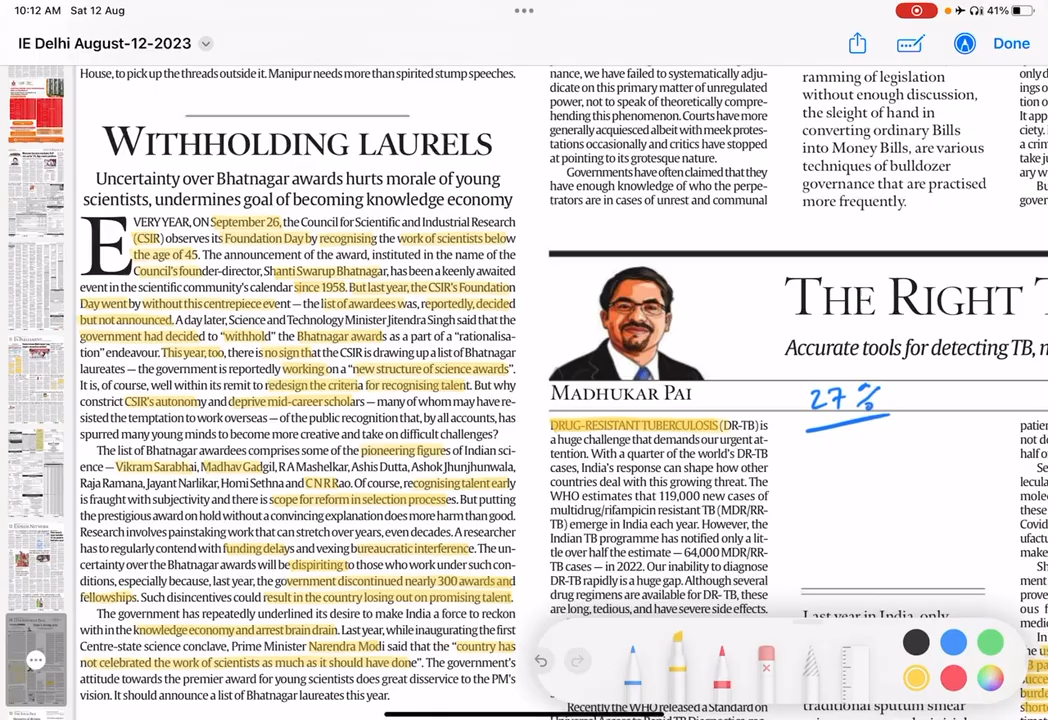 10:12 AM Sat 12 Aug
41%
IE Delhi August-12-2023
Done
House, to pick up the threads outside it. Manipur needs more than spirited stump speeches.
WITHHOLDING LAURELS
Uncertainty over Bhatnagar awards hurts morale of young
scientists, undermines goal of becoming knowledge economy
EVERY YEAR, ON September 26, the Council for Scientific and Industrial Research
(CSIR) observes its Foundation Day by recognising the work of scientists below
the age of 45. The announcement of the award, instituted in the name of the
Council's founder-director, Shanti Swarup Bhatnagar, has been a keenly awaited
event in the scientific community's calendar since 1958. But last year, the CSIR's Foundation
Day went by without this centrepiece event — the list of awardees was, reportedly, decided
but not announced. A day later, Science and Technology Minister Jitendra Singh said that the
government had decided to "withhold" the Bhatnagar awards as a part of a "rationalisa-
tion" endeavour. This year, too, there is no sign that the CSIR is drawing up a list of Bhatnagar
laureates — the government is reportedly working on a "new structure of science awards".
It is, of course, well within its remit to redesign the criteria for recognising talent. But why
constrict CSIR's autonomy and deprive mid-career scholars — many of whom may have re-
sisted the temptation to work overseas — of the public recognition that, by all accounts, has
spurred many young minds to become more creative and take on difficult challenges?
The list of Bhatnagar awardees comprises some of the pioneering figures of Indian sci-
ence — Vikram Sarabhai, Madhav Gadgil, R A Mashelkar, Ashis Dutta, Ashok Jhunjhunwala,
Raja Ramana, Jayant Narlikar, Homi Sethna and C N R Rao. Of course, recognising talent early
is fraught with subjectivity and there is scope for reform in selection processes. But putting
the prestigious award on hold without a convincing explanation does more harm than good.
Research involves painstaking work that can stretch over years, even decades. A researcher
has to regularly contend with funding delays and vexing bureaucratic interference. The un-
certainty over the Bhatnagar awards will be dispiriting to those who work under such con-
ditions, especially because, last year, the government discontinued nearly 300 awards and
fellowships. Such disincentives could result in the country losing out on promising talent.
The government has repeatedly underlined its desire to make India a force to reckon
with in the knowledge economy and arrest brain drain. Last year, while inaugurating the first
Centre-state science conclave, Prime Minister Narendra Modi said that the "country has
not celebrated the work of scientists as much as it should have done". The government's
attitude towards the premier award for young scientists does great disservice to the PM's
vision. It should announce a list of Bhatnagar laureates this year.
nance, we have failed to systematically adju-
dicate on this primary matter of unregulated
power, not to speak of theoretically compre-
hending this phenomenon. Courts have more
generally acquiesced albeit with meek protes-
tations occasionally and critics have stopped
at pointing to its grotesque nature.
Governments have often claimed that they
have enough knowledge of who the perpe-
trators are in cases of unrest and communal
ramming of legislation
without enough discussion,
the sleight of hand in
converting ordinary Bills
into Money Bills, are various
techniques of bulldozer
governance that are practised
more frequently.
THE RIGHT
Accurate tools for detecting TB,
MADHUKAR PAI
27%
DRUG-RESISTANT TUBERCULOSIS (DR-TB) is
a huge challenge that demands our urgent at-
tention. With a quarter of the world's DR-TB
cases, India's response can shape how other
countries deal with this growing threat. The
WHO estimates that 119,000 new cases of
multidrug/rifampicin resistant TB (MDR/RR-
TB) emerge in India each year. However, the
Indian TB programme has notified only a lit-
tle over half the estimate — 64,000 MDR/RR-
TB cases — in 2022. Our inability to diagnose
DR-TB rapidly is a huge gap. Although several
drug regimens are available for DR- TB, these
are long, tedious, and have severe side effects.
Recently the WHO released a Standard on
Last year in India, only
traditional sputum smear